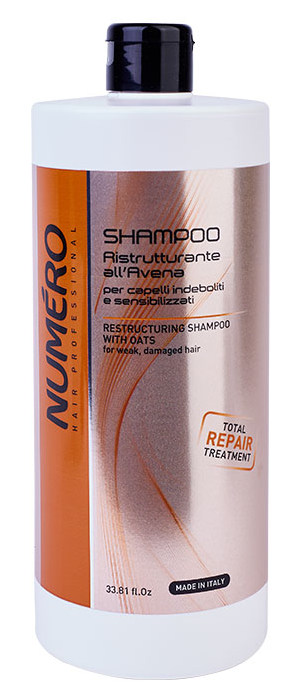 NUMÉRO
HAIR PROFESSIONAL
SHAMPOO
Ristrutturante
all'Avena
per capelli indeboliti
e sensibilizzati
RESTRUCTURING SHAMPOO
WITH OATS
for weak, damaged hair
TOTAL
REPAIR
TREATMENT
33.81 fl.Oz
MADE IN ITALY